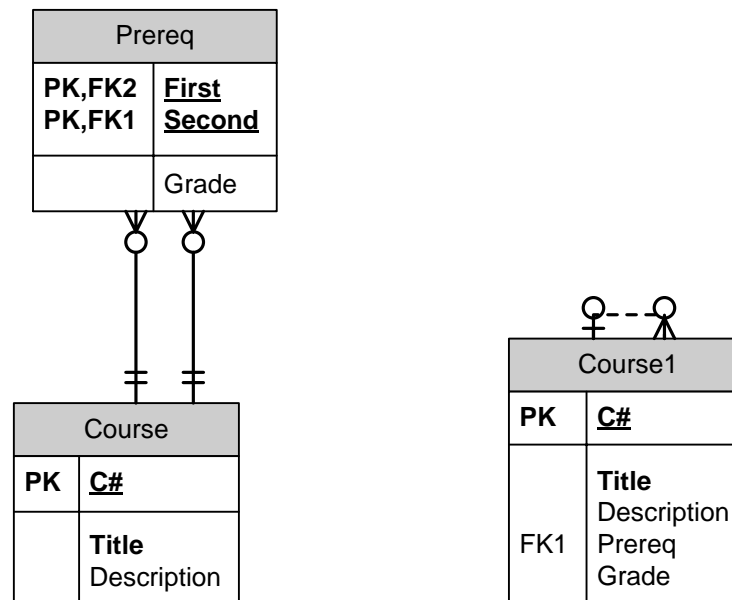 Prereq
PK,FK2 First
PK,FK1 Second
Grade
Course
PK C#
Title
Description
Course1
PK C#
Title
Description
FK1 Prereq
Grade